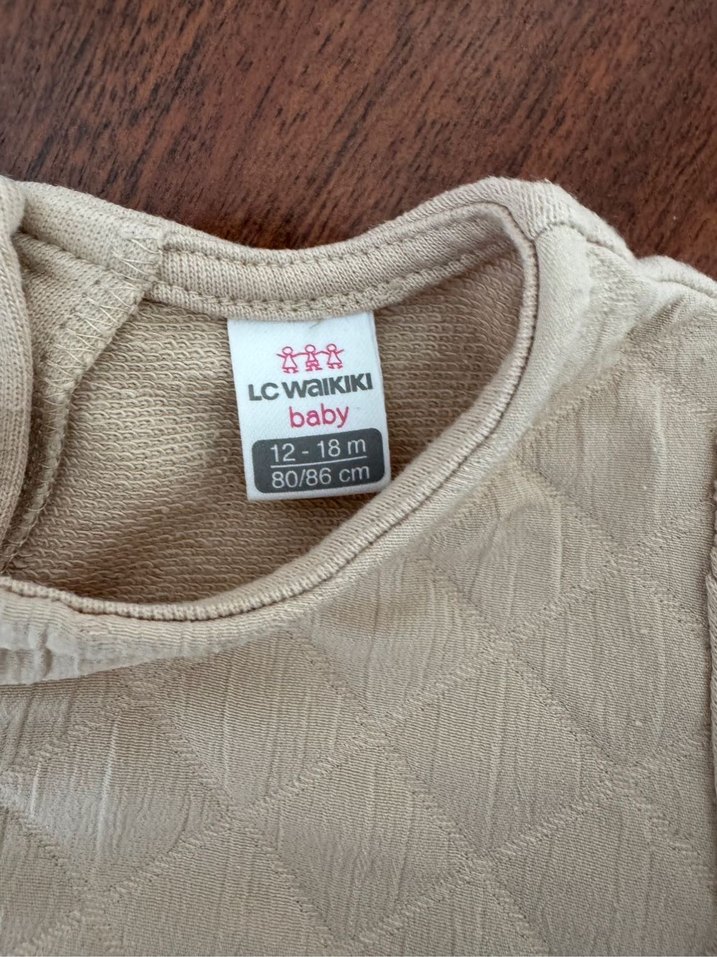 LC WAIKIKI
baby
12 - 18 m
80/86 cm